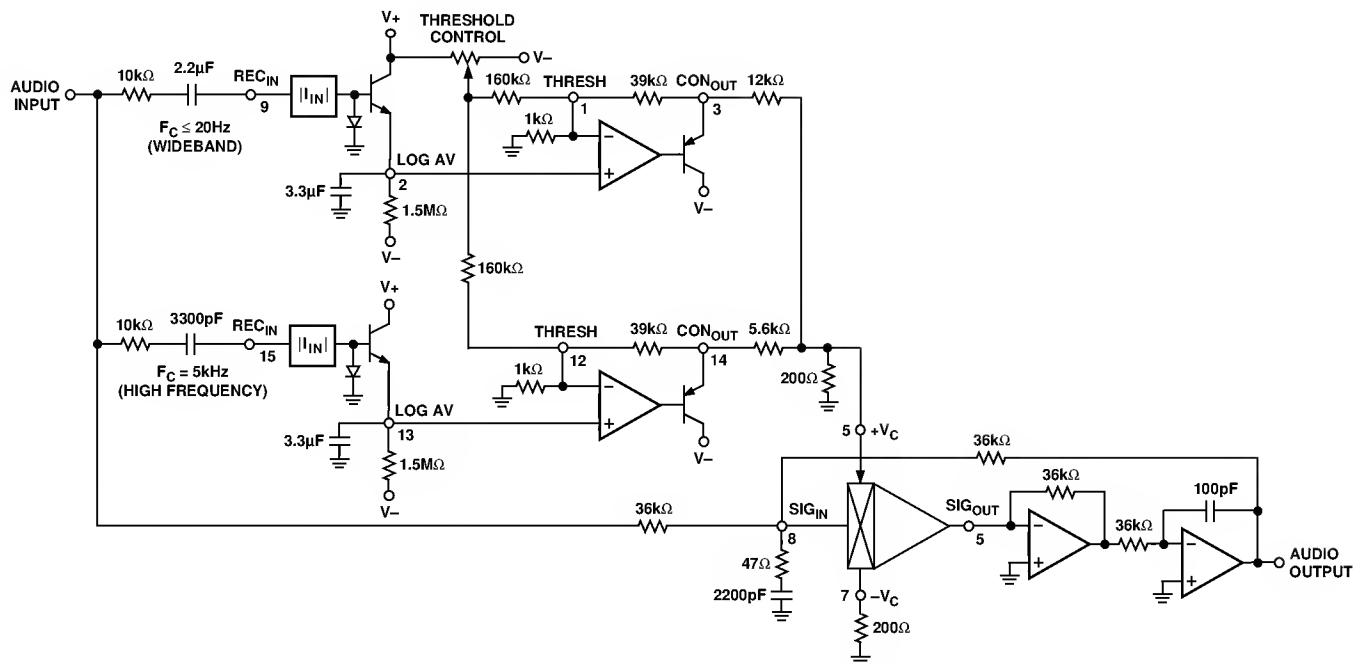 V+
THRESHOLD
CONTROL
V–
AUDIO
INPUT
10kΩ
2.2µF
REC_IN
9
|I_IN|
F_C ≤ 20Hz
(WIDEBAND)
160kΩ
THRESH
1
39kΩ
CON_OUT
3
12kΩ
1kΩ
–
+
V–
LOG AV
2
3.3µF
1.5MΩ
V–
160kΩ
V+
10kΩ
3300pF
REC_IN
15
|I_IN|
F_C = 5kHz
(HIGH FREQUENCY)
THRESH
12
39kΩ
CON_OUT
14
5.6kΩ
200Ω
1kΩ
–
+
V–
LOG AV
13
3.3µF
1.5MΩ
V–
5
+V_C
36kΩ
36kΩ
SIG_IN
8
47Ω
2200pF
7
–V_C
200Ω
SIG_OUT
5
36kΩ
–
+
36kΩ
100pF
–
+
AUDIO
OUTPUT